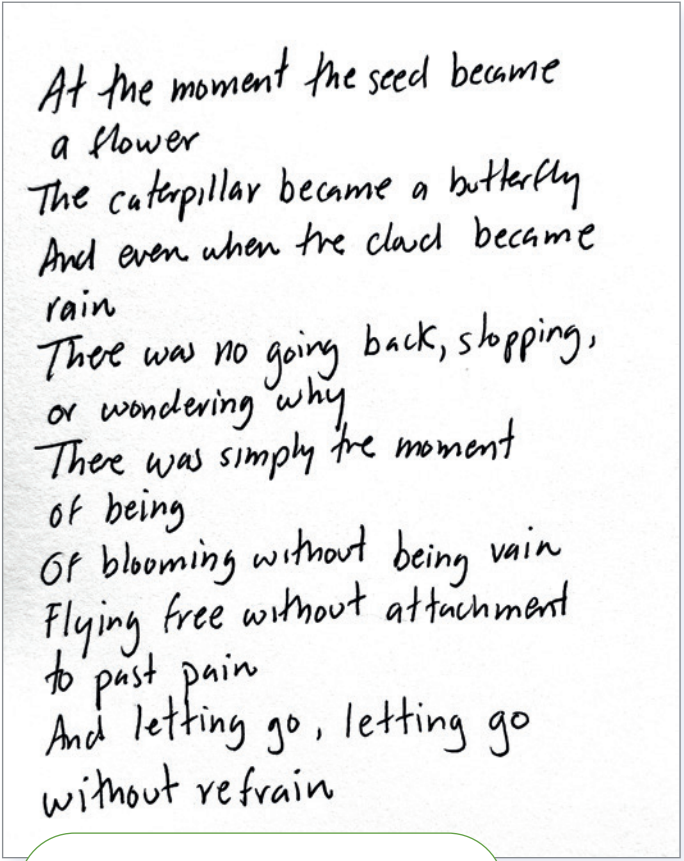 At the moment the seed became
a flower
The caterpillar became a butterfly
And even when the cloud became
rain
There was no going back, stopping,
or wondering why
There was simply the moment
of being
Of blooming without being vain
Flying free without attachment
to past pain
And letting go, letting go
without refrain